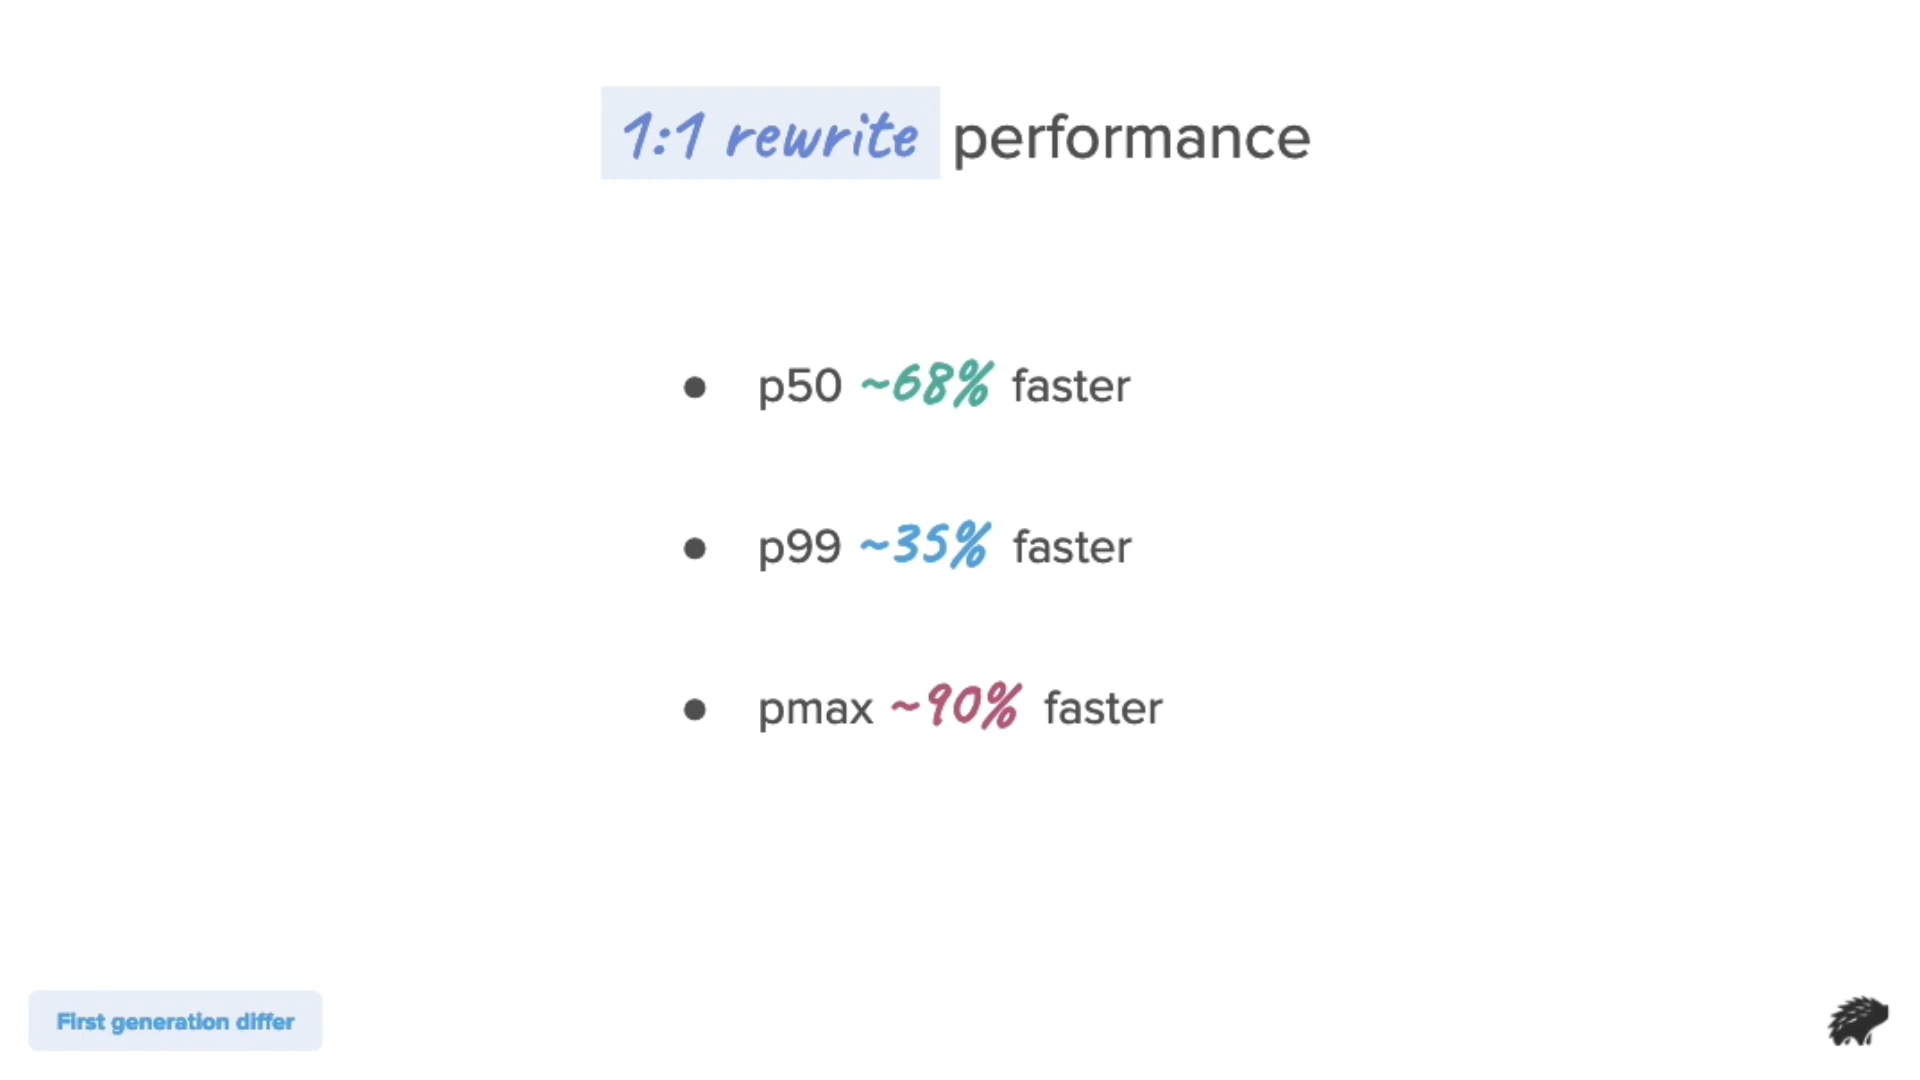 1:1 rewrite performance
● p50 ~68% faster
● p99 ~35% faster
● pmax ~90% faster
First generation differ